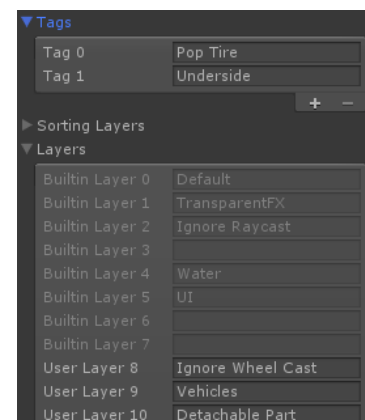 Tags
Tag 0 Pop Tire
Tag 1 Underside
+ −
Sorting Layers
Layers
Builtin Layer 0 Default
Builtin Layer 1 TransparentFX
Builtin Layer 2 Ignore Raycast
Builtin Layer 3
Builtin Layer 4 Water
Builtin Layer 5 UI
Builtin Layer 6
Builtin Layer 7
User Layer 8 Ignore Wheel Cast
User Layer 9 Vehicles
User Layer 10 Detachable Part